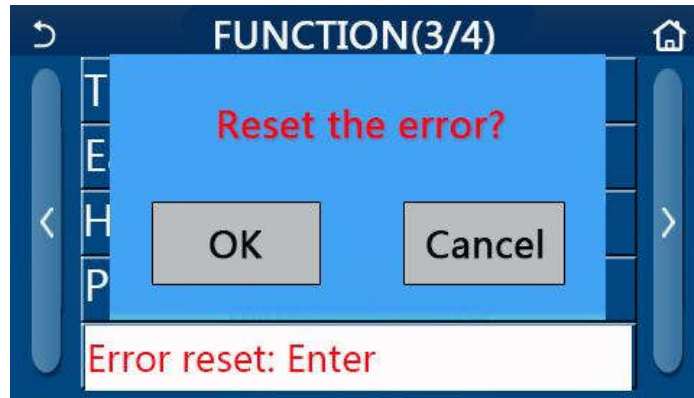 FUNCTION(3/4)
Reset the error?
OK
Cancel
Error reset: Enter